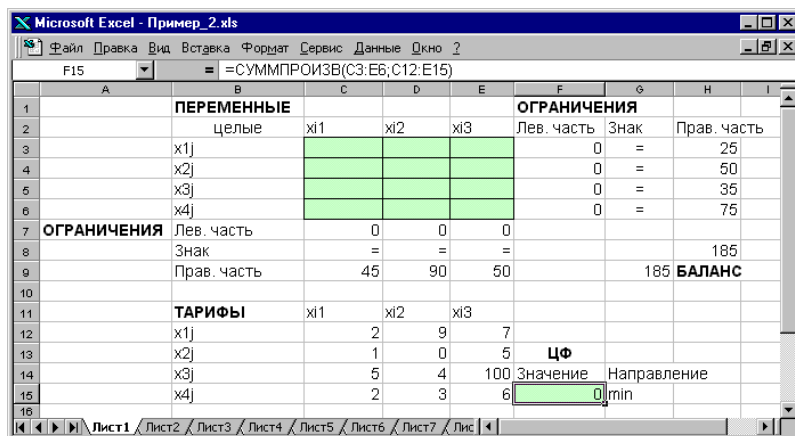 Microsoft Excel - Пример_2.xls
Файл Правка Вид Вставка Формат Сервис Данные Окно ?
F15 = =СУММПРОИЗВ(C3:E6;C12:E15)
A B C D E F G H I
1 ПЕРЕМЕННЫЕ ОГРАНИЧЕНИЯ
2 целые xi1 xi2 xi3 Лев. часть Знак Прав. часть
3 x1j 0 = 25
4 x2j 0 = 50
5 x3j 0 = 35
6 x4j 0 = 75
7 ОГРАНИЧЕНИЯ Лев. часть 0 0 0
8 Знак = = = 185
9 Прав. часть 45 90 50 185 БАЛАНС
10
11 ТАРИФЫ xi1 xi2 xi3
12 x1j 2 9 7
13 x2j 1 0 5 ЦФ
14 x3j 5 4 100 Значение Направление
15 x4j 2 3 6 0 min
16
Лист1 Лист2 Лист3 Лист4 Лист5 Лист6 Лист7 Лис